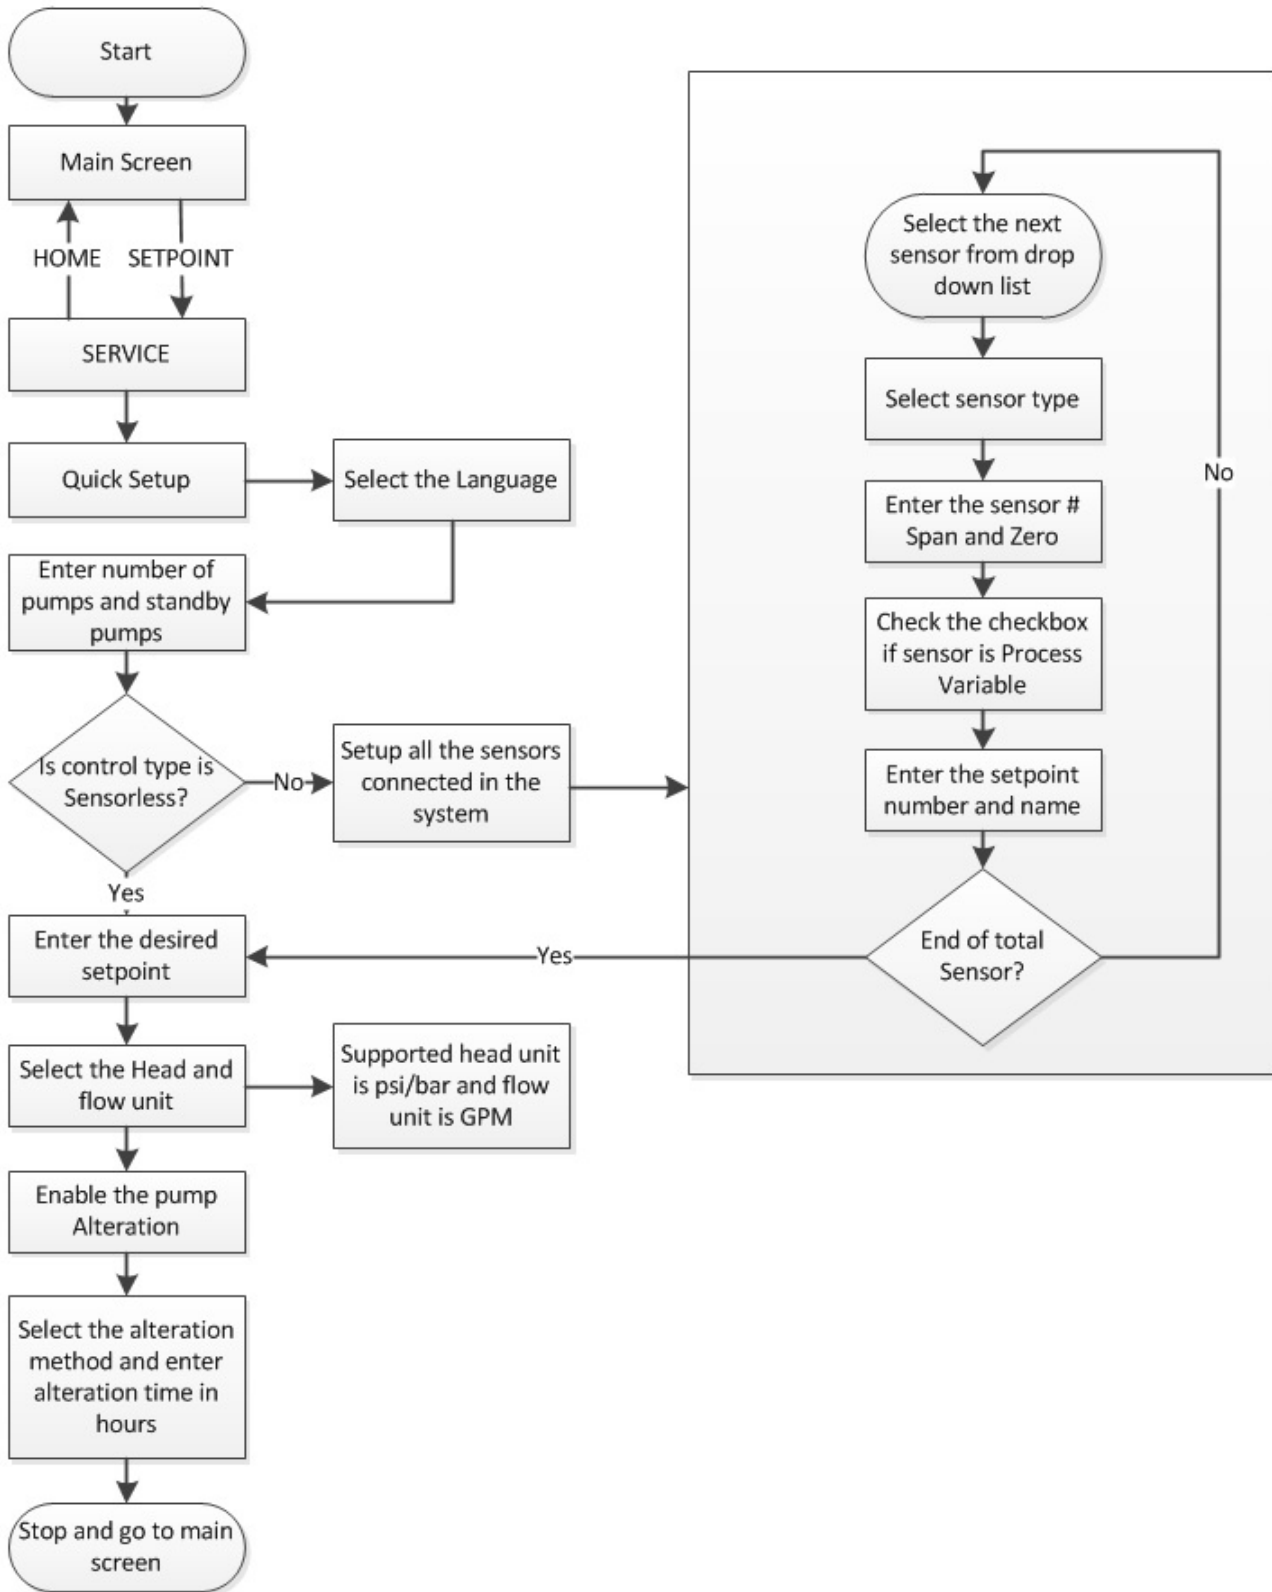 Start
Main Screen
HOME
SETPOINT
SERVICE
Quick Setup
Select the Language
Enter number of
pumps and standby
pumps
Is control type is
Sensorless?
No
Setup all the sensors
connected in the
system
Yes
Select the next
sensor from drop
down list
Select sensor type
Enter the sensor #
Span and Zero
Check the checkbox
if sensor is Process
Variable
Enter the setpoint
number and name
End of total
Sensor?
No
Yes
Enter the desired
setpoint
Select the Head and
flow unit
Supported head unit
is psi/bar and flow
unit is GPM
Enable the pump
Alteration
Select the alteration
method and enter
alteration time in
hours
Stop and go to main
screen